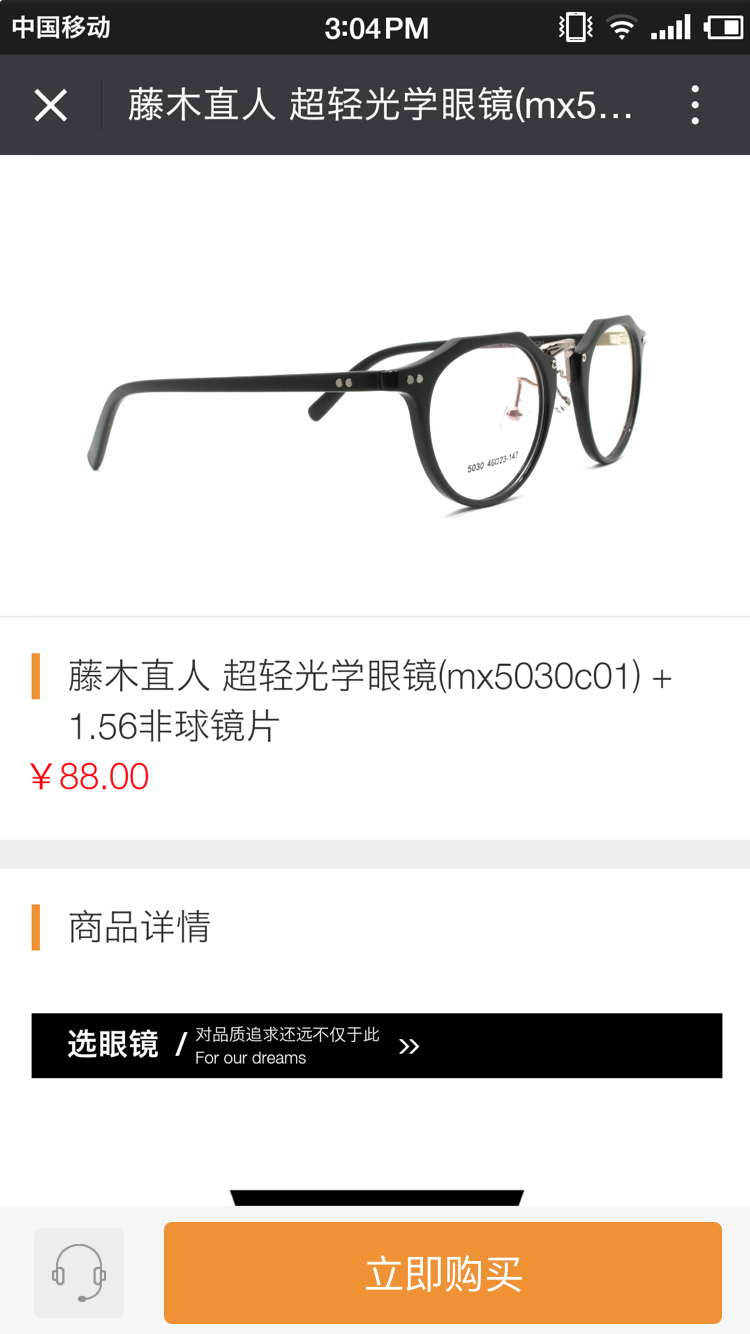 中国移动
3:04 PM
藤木直人 超轻光学眼镜(mx5...
藤木直人 超轻光学眼镜(mx5030c01) +
1.56非球镜片
￥88.00
商品详情
选眼镜 /
对品质追求还远不仅于此
For our dreams
»
立即购买